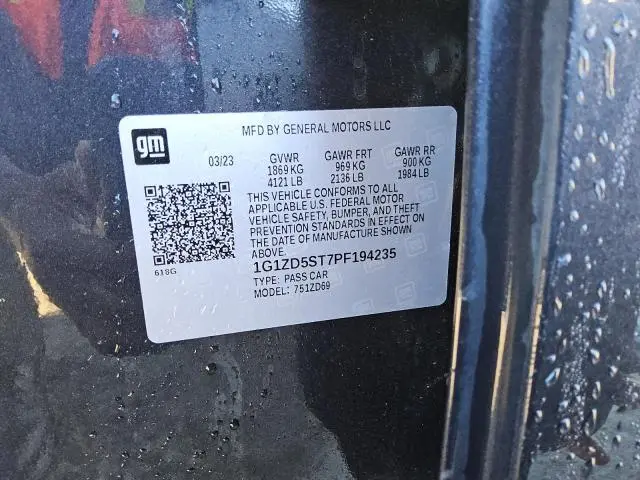 MFD BY GENERAL MOTORS LLC
gm
03/23 GVWR GAWR FRT GAWR RR
1869 KG 969 KG 900 KG
4121 LB 2136 LB 1984 LB
THIS VEHICLE CONFORMS TO ALL
APPLICABLE U.S. FEDERAL MOTOR
VEHICLE SAFETY, BUMPER, AND THEFT
PREVENTION STANDARDS IN EFFECT ON
THE DATE OF MANUFACTURE SHOWN
ABOVE.
618G
1G1ZD5ST7PF194235
TYPE: PASS CAR
MODEL: 751ZD69